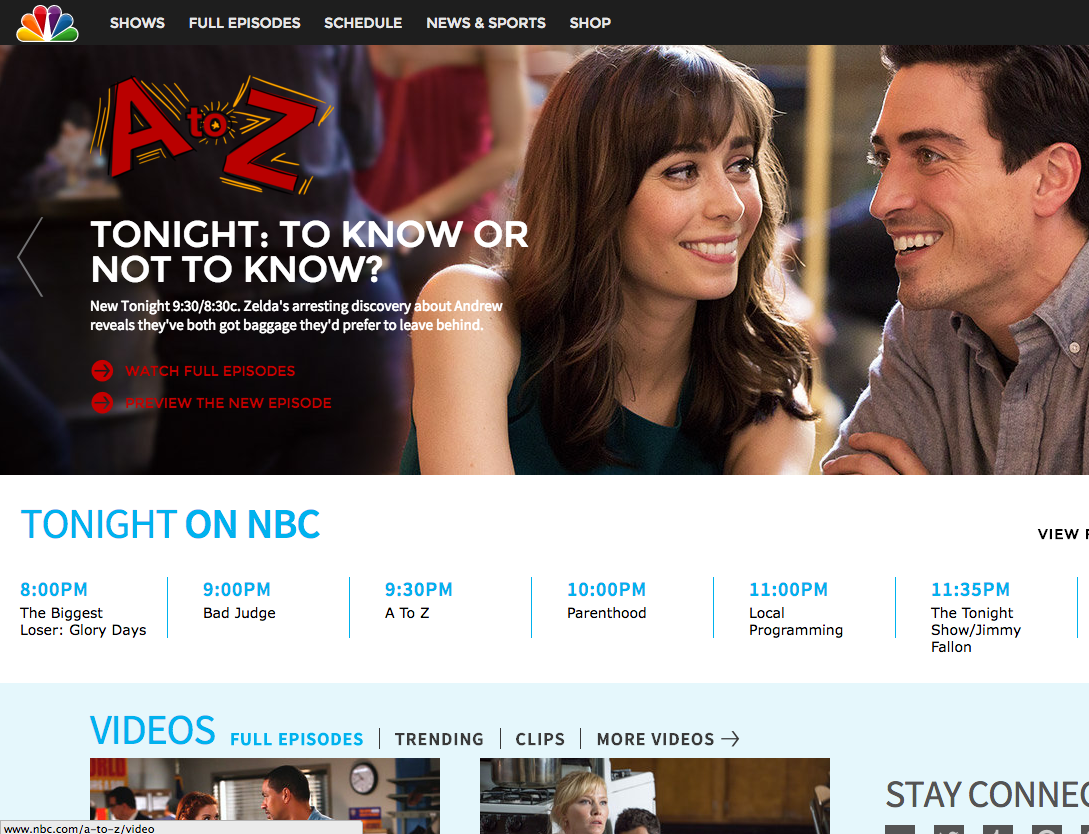 SHOWS FULL EPISODES SCHEDULE NEWS & SPORTS SHOP
A to Z
TONIGHT: TO KNOW OR
NOT TO KNOW?
New Tonight 9:30/8:30c. Zelda's arresting discovery about Andrew
reveals they've both got baggage they'd prefer to leave behind.
WATCH FULL EPISODES
PREVIEW THE NEW EPISODE
TONIGHT ON NBC
VIEW
8:00PM
The Biggest
Loser: Glory Days
9:00PM
Bad Judge
9:30PM
A To Z
10:00PM
Parenthood
11:00PM
Local
Programming
11:35PM
The Tonight
Show/Jimmy
Fallon
VIDEOS FULL EPISODES TRENDING CLIPS MORE VIDEOS
STAY CONNEC
www.nbc.com/a-to-z/video